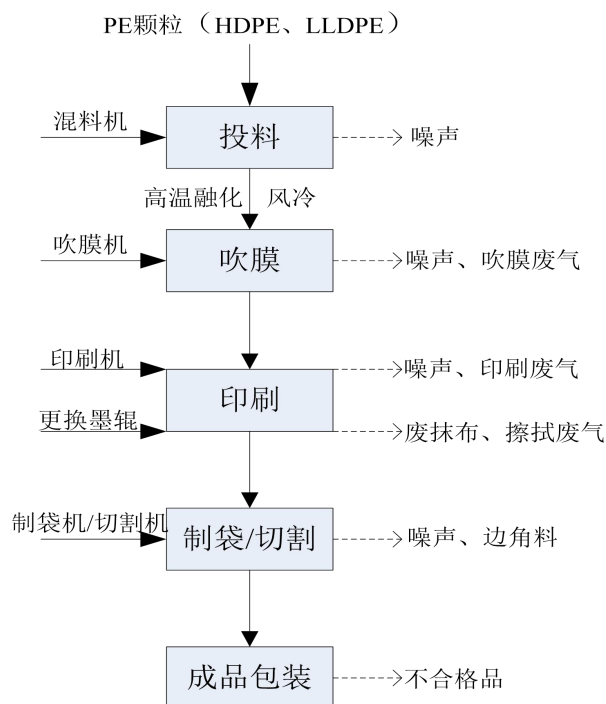 PE颗粒（HDPE、LLDPE）
混料机
投料
噪声
高温融化
风冷
吹膜机
吹膜
噪声、吹膜废气
印刷机
噪声、印刷废气
印刷
更换墨辊
废抹布、擦拭废气
制袋机/切割机
制袋/切割
噪声、边角料
成品包装
不合格品